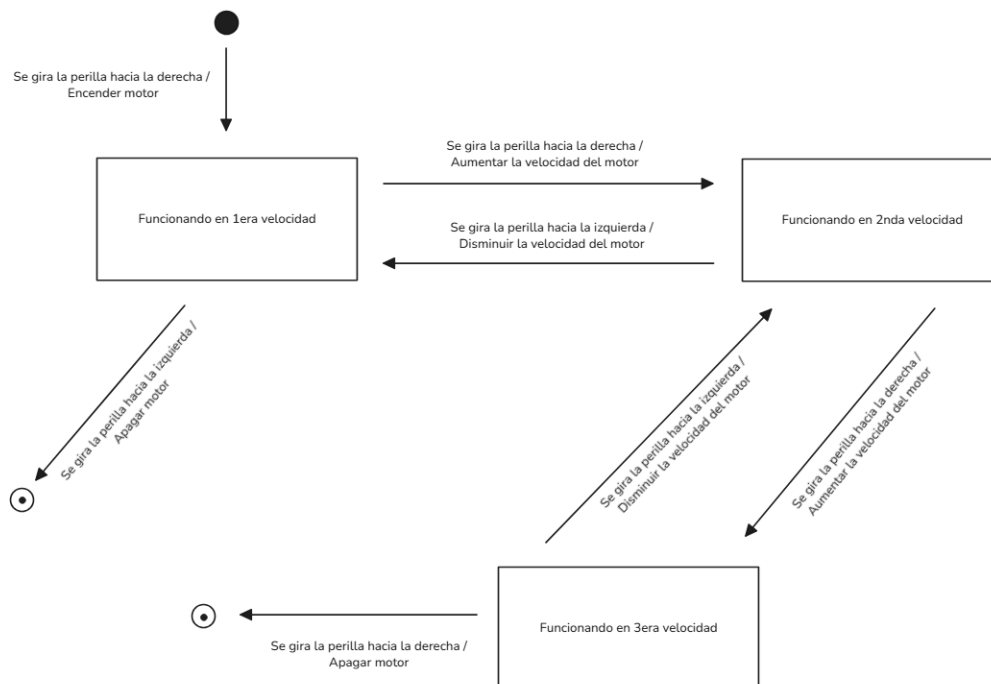 Se gira la perilla hacia la derecha /
Encender motor
Se gira la perilla hacia la derecha /
Aumentar la velocidad del motor
Funcionando en 1era velocidad
Funcionando en 2nda velocidad
Se gira la perilla hacia la izquierda /
Disminuir la velocidad del motor
Se gira la perilla hacia la izquierda /
Apagar motor
Se gira la perilla hacia la izquierda /
Disminuir la velocidad del motor
Se gira la perilla hacia la derecha /
Aumentar la velocidad del motor
Funcionando en 3era velocidad
Se gira la perilla hacia la derecha /
Apagar motor